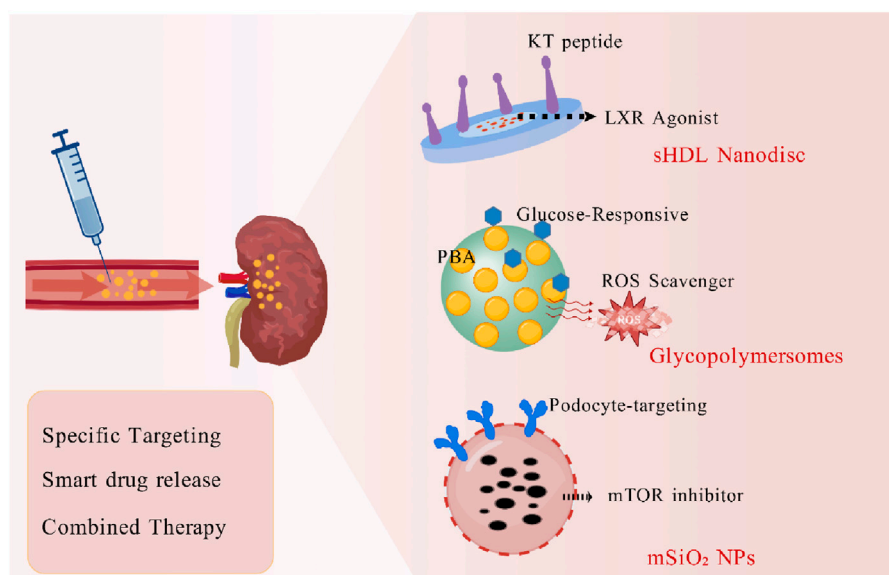 KT peptide
LXR Agonist
sHDL Nanodisc
Glucose-Responsive
PBA
ROS Scavenger
ROS
Glycopolymersomes
Podocyte-targeting
mTOR inhibitor
mSiO₂ NPs
Specific Targeting
Smart drug release
Combined Therapy